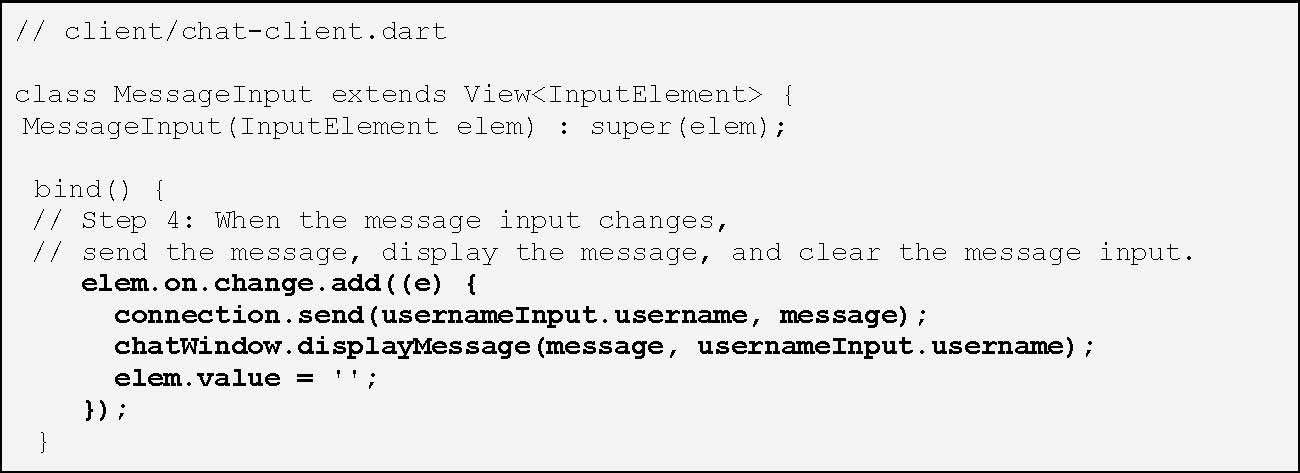 // client/chat-client.dart
class MessageInput extends View<InputElement> {
MessageInput(InputElement elem) : super(elem);
bind() {
// Step 4: When the message input changes,
// send the message, display the message, and clear the message input.
elem.on.change.add((e) {
connection.send(usernameInput.username, message);
chatWindow.displayMessage(message, usernameInput.username);
elem.value = '';
});
}